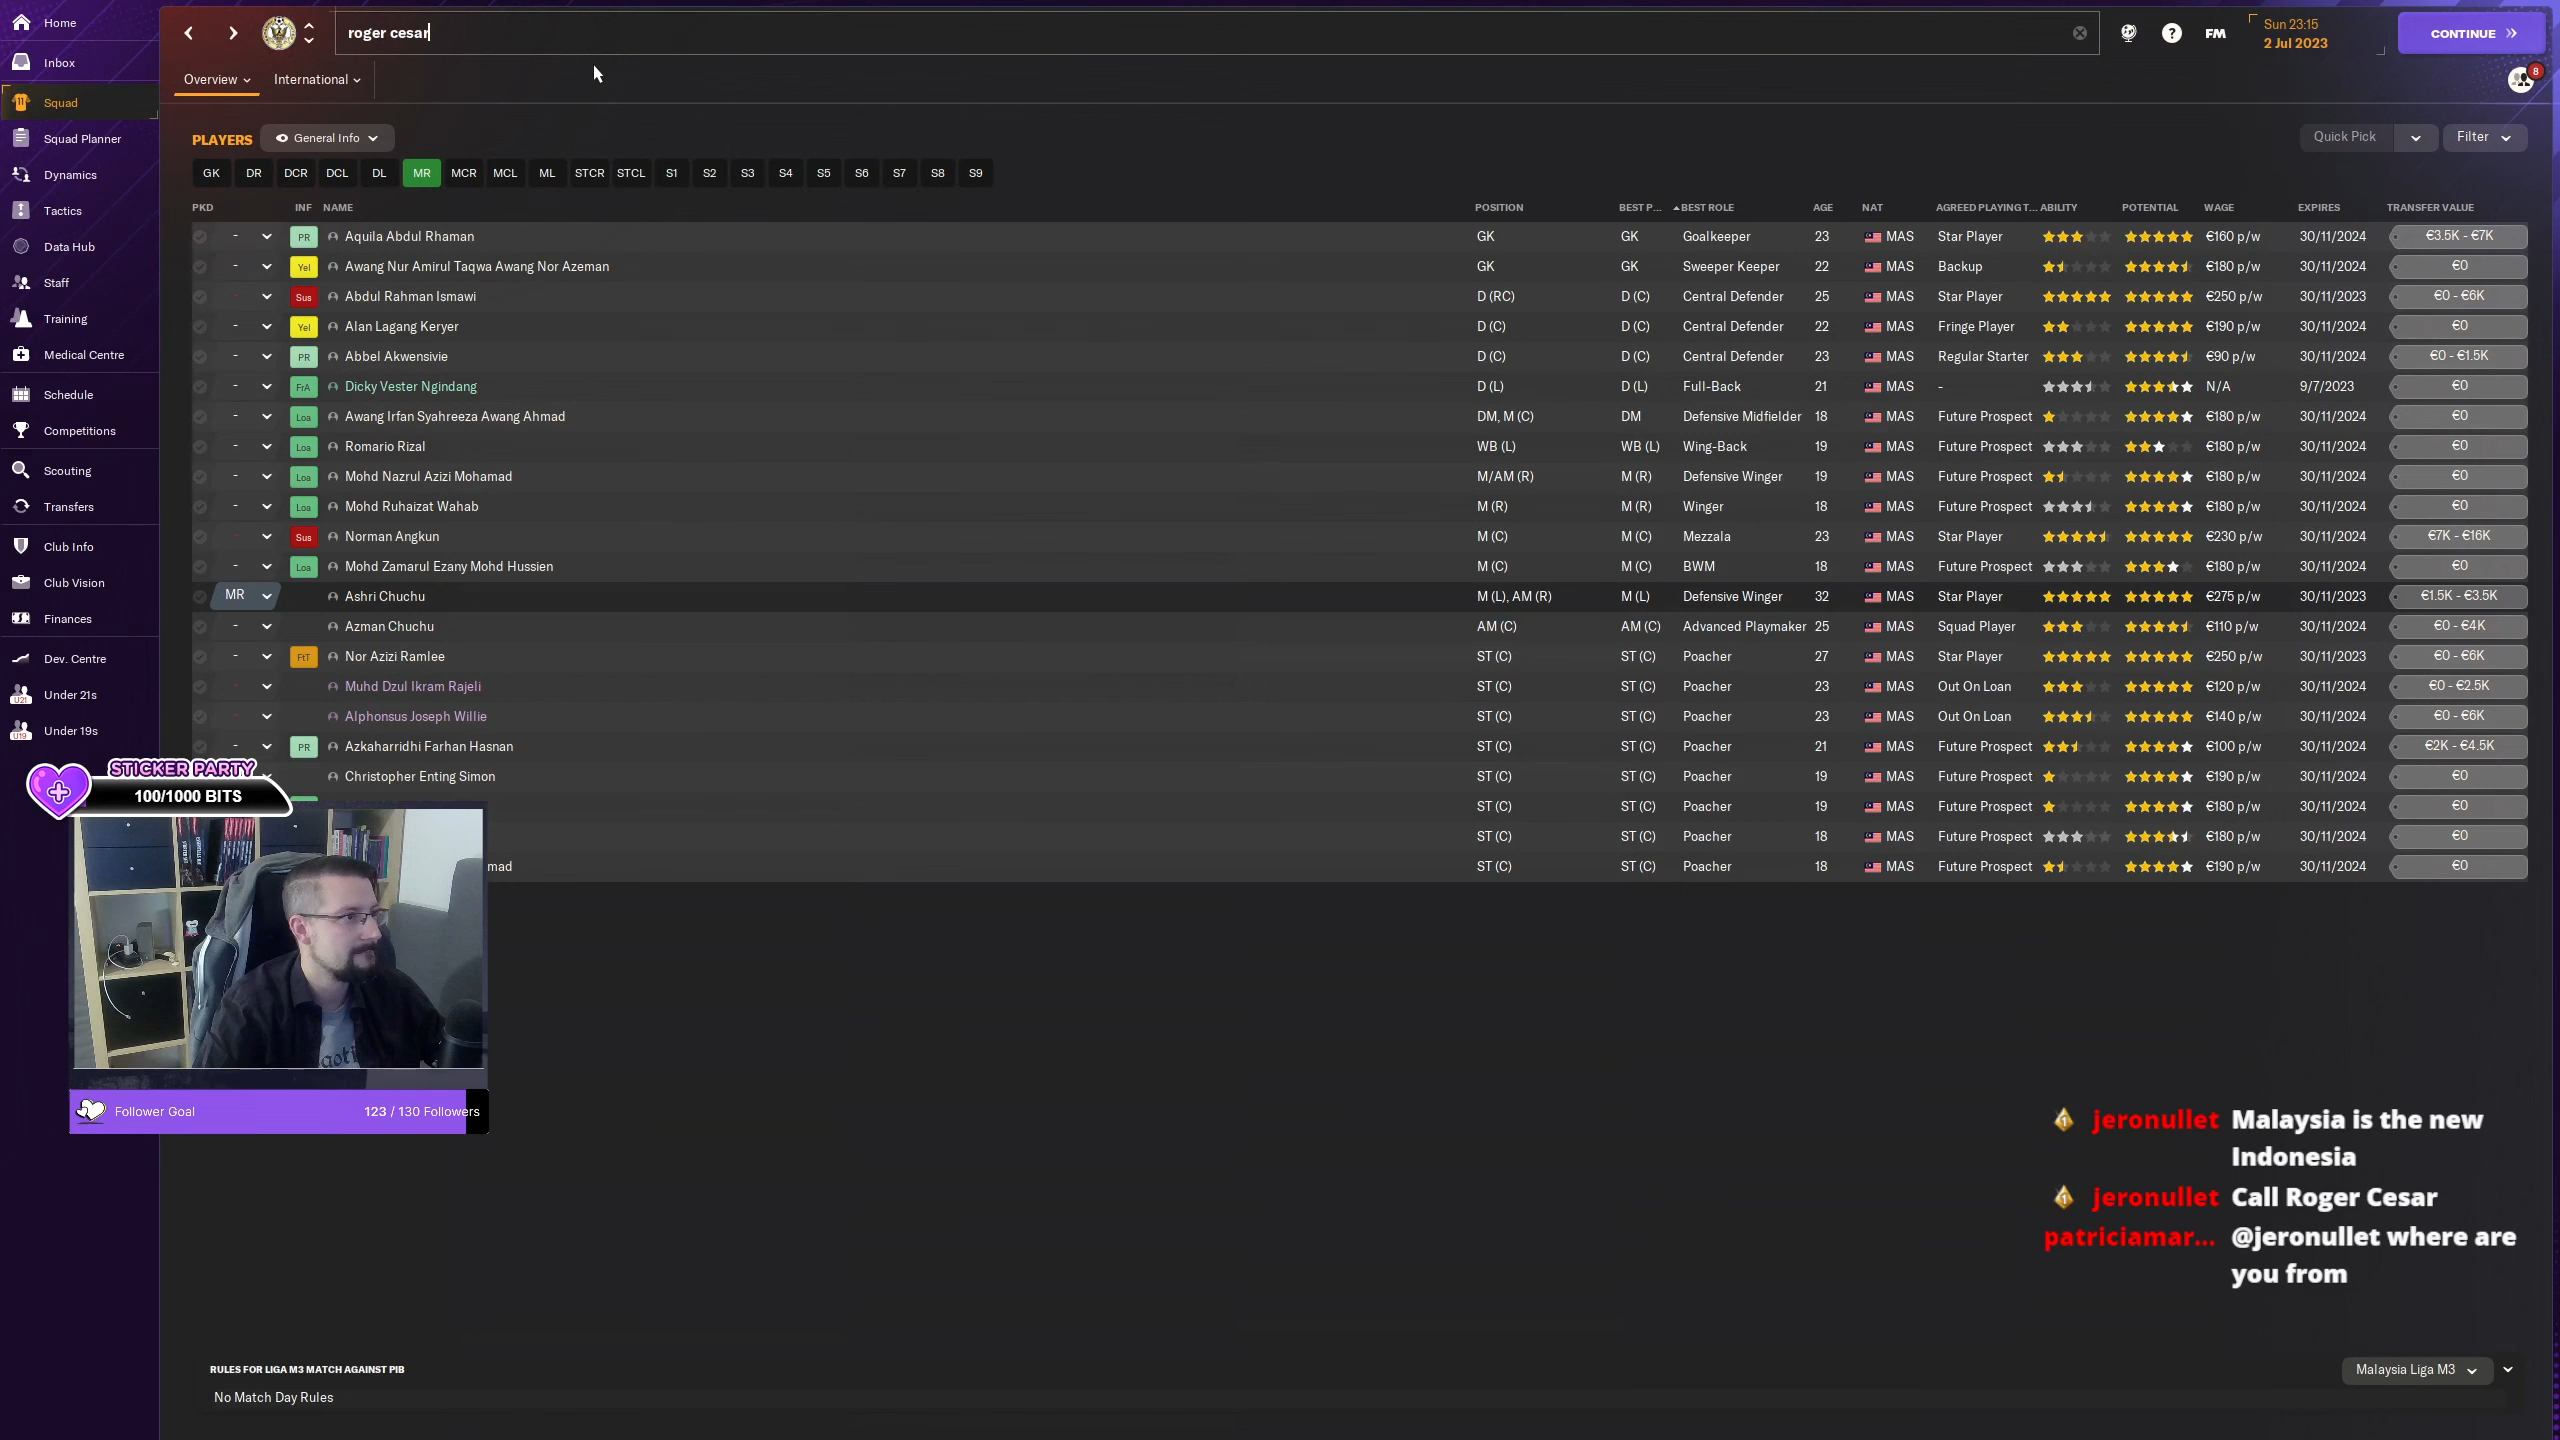 Home
Inbox
Squad
Squad Planner
Dynamics
Tactics
Data Hub
Staff
Training
Medical Centre
Schedule
Competitions
Scouting
Transfers
Club Info
Club Vision
Finances
Dev. Centre
U21 Under 21s
U19 Under 19s
roger cesar
FM
Sun 23:15
2 Jul 2023
CONTINUE
Overview International
8
PLAYERS General Info
Quick Pick Filter
GK DR DCR DCL DL MR MCR MCL ML STCR STCL S1 S2 S3 S4 S5 S6 S7 S8 S9
PKD INF NAME POSITION BEST P... BEST ROLE AGE NAT AGREED PLAYING T... ABILITY POTENTIAL WAGE EXPIRES TRANSFER VALUE
- PR Aquila Abdul Rhaman GK GK Goalkeeper 23 MAS Star Player €160 p/w 30/11/2024 €3.5K - €7K
- Yel Awang Nur Amirul Taqwa Awang Nor Azeman GK GK Sweeper Keeper 22 MAS Backup €180 p/w 30/11/2024 €0
- Sus Abdul Rahman Ismawi D (RC) D (C) Central Defender 25 MAS Star Player €250 p/w 30/11/2023 €0 - €6K
- Yel Alan Lagang Keryer D (C) D (C) Central Defender 22 MAS Fringe Player €190 p/w 30/11/2024 €0
- PR Abbel Akwensivie D (C) D (C) Central Defender 23 MAS Regular Starter €90 p/w 30/11/2024 €0 - €1.5K
- FrA Dicky Vester Ngindang D (L) D (L) Full-Back 21 MAS - N/A 9/7/2023 €0
- Loa Awang Irfan Syahreeza Awang Ahmad DM, M (C) DM Defensive Midfielder 18 MAS Future Prospect €180 p/w 30/11/2024 €0
- Loa Romario Rizal WB (L) WB (L) Wing-Back 19 MAS Future Prospect €180 p/w 30/11/2024 €0
- Loa Mohd Nazrul Azizi Mohamad M/AM (R) M (R) Defensive Winger 19 MAS Future Prospect €180 p/w 30/11/2024 €0
- Loa Mohd Ruhaizat Wahab M (R) M (R) Winger 18 MAS Future Prospect €180 p/w 30/11/2024 €0
- Sus Norman Angkun M (C) M (C) Mezzala 23 MAS Star Player €230 p/w 30/11/2024 €7K - €16K
- Loa Mohd Zamarul Ezany Mohd Hussien M (C) M (C) BWM 18 MAS Future Prospect €180 p/w 30/11/2024 €0
MR Ashri Chuchu M (L), AM (R) M (L) Defensive Winger 32 MAS Star Player €275 p/w 30/11/2023 €1.5K - €3.5K
- Azman Chuchu AM (C) AM (C) Advanced Playmaker 25 MAS Squad Player €110 p/w 30/11/2024 €0 - €4K
- FtT Nor Azizi Ramlee ST (C) ST (C) Poacher 27 MAS Star Player €250 p/w 30/11/2023 €0 - €6K
- Muhd Dzul Ikram Rajeli ST (C) ST (C) Poacher 23 MAS Out On Loan €120 p/w 30/11/2024 €0 - €2.5K
- Alphonsus Joseph Willie ST (C) ST (C) Poacher 23 MAS Out On Loan €140 p/w 30/11/2024 €0 - €6K
- PR Azkaharridhi Farhan Hasnan ST (C) ST (C) Poacher 21 MAS Future Prospect €100 p/w 30/11/2024 €2K - €4.5K
Christopher Enting Simon ST (C) ST (C) Poacher 19 MAS Future Prospect €190 p/w 30/11/2024 €0
ST (C) ST (C) Poacher 19 MAS Future Prospect €180 p/w 30/11/2024 €0
ST (C) ST (C) Poacher 18 MAS Future Prospect €180 p/w 30/11/2024 €0
mad ST (C) ST (C) Poacher 18 MAS Future Prospect €190 p/w 30/11/2024 €0
STICKER PARTY
100/1000 BITS
Follower Goal 123 / 130 Followers
jeronullet Malaysia is the new
Indonesia
jeronullet Call Roger Cesar
patriciamar... @jeronullet where are
you from
RULES FOR LIGA M3 MATCH AGAINST PIB
Malaysia Liga M3
No Match Day Rules